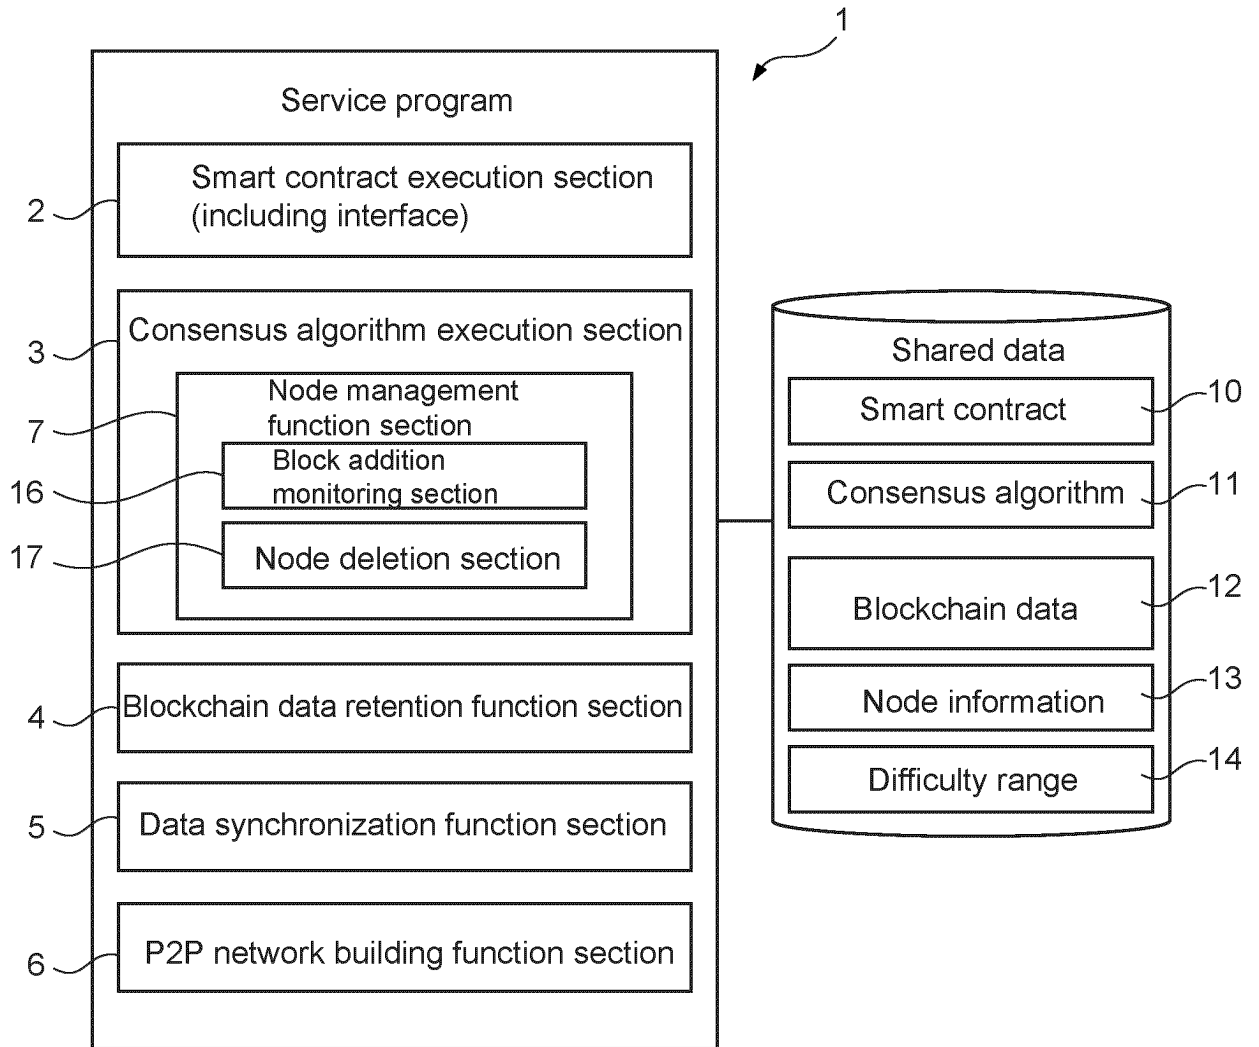 1
Service program
Smart contract execution section
(including interface)
2
Consensus algorithm execution section
3
Node management
function section
7
Block addition
monitoring section
16
Node deletion section
17
Blockchain data retention function section
4
Data synchronization function section
5
P2P network building function section
6
Shared data
Smart contract
10
Consensus algorithm
11
Blockchain data
12
Node information
13
Difficulty range
14